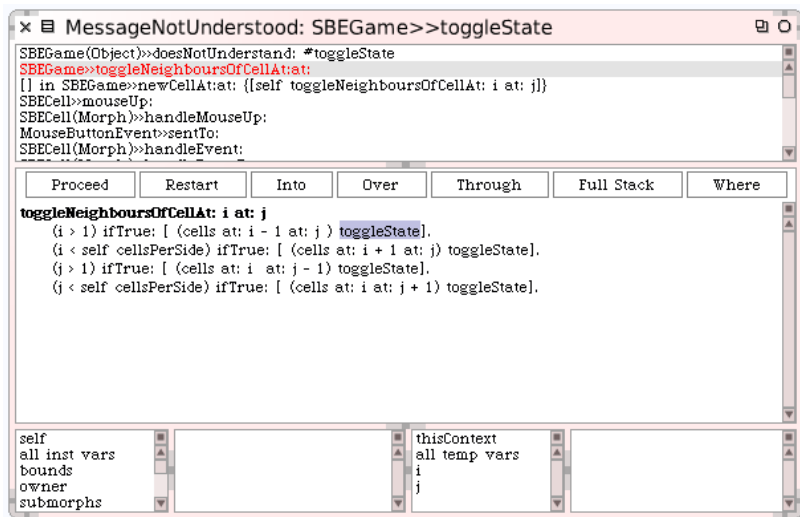 MessageNotUnderstood: SBEGame>>toggleState
SBEGame(Object)>>doesNotUnderstand: #toggleState
SBEGame>>toggleNeighboursOfCellAt:at:
[] in SBEGame>>newCellAt:at: {[self toggleNeighboursOfCellAt: i at: j]}
SBECell>>mouseUp:
SBECell(Morph)>>handleMouseUp:
MouseButtonEvent>>sentTo:
SBECell(Morph)>>handleEvent:
Proceed Restart Into Over Through Full Stack Where
toggleNeighboursOfCellAt: i at: j
(i > 1) ifTrue: [ (cells at: i - 1 at: j ) toggleState].
(i < self cellsPerSide) ifTrue: [ (cells at: i + 1 at: j) toggleState].
(j > 1) ifTrue: [ (cells at: i at: j - 1) toggleState].
(j < self cellsPerSide) ifTrue: [ (cells at: i at: j + 1) toggleState].
self
all inst vars
bounds
owner
submorphs
thisContext
all temp vars
i
j